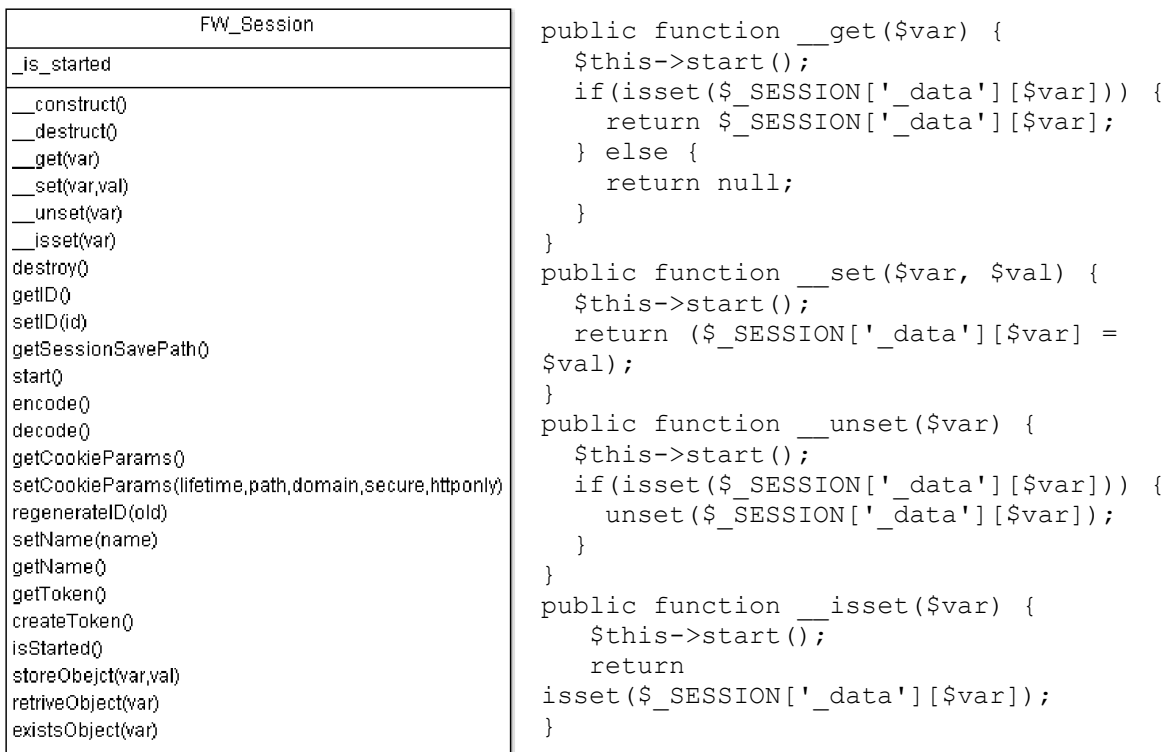 FW_Session
_is_started
__construct()
__destruct()
__get(var)
__set(var,val)
__unset(var)
__isset(var)
destroy()
getID()
setID(id)
getSessionSavePath()
start()
encode()
decode()
getCookieParams()
setCookieParams(lifetime,path,domain,secure,httponly)
regenerateID(old)
setName(name)
getName()
getToken()
createToken()
isStarted()
storeObejct(var,val)
retriveObject(var)
existsObject(var)
public function __get($var) {
$this->start();
if(isset($_SESSION['_data'][$var])) {
return $_SESSION['_data'][$var];
} else {
return null;
}
}
public function __set($var, $val) {
$this->start();
return ($_SESSION['_data'][$var] =
$val);
}
public function __unset($var) {
$this->start();
if(isset($_SESSION['_data'][$var])) {
unset($_SESSION['_data'][$var]);
}
}
public function __isset($var) {
$this->start();
return
isset($_SESSION['_data'][$var]);
}